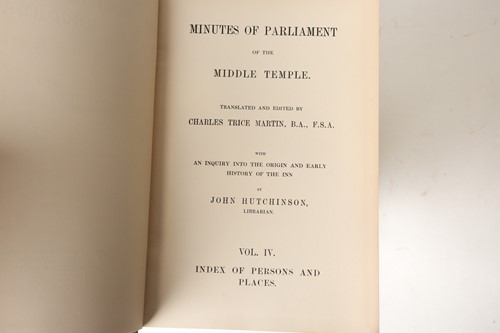 MINUTES OF PARLIAMENT
OF THE
MIDDLE TEMPLE.
TRANSLATED AND EDITED BY
CHARLES TRICE MARTIN, B.A., F.S.A.
WITH
AN INQUIRY INTO THE ORIGIN AND EARLY
HISTORY OF THE INN
BY
JOHN HUTCHINSON,
LIBRARIAN.
VOL. IV.
INDEX OF PERSONS AND
PLACES.